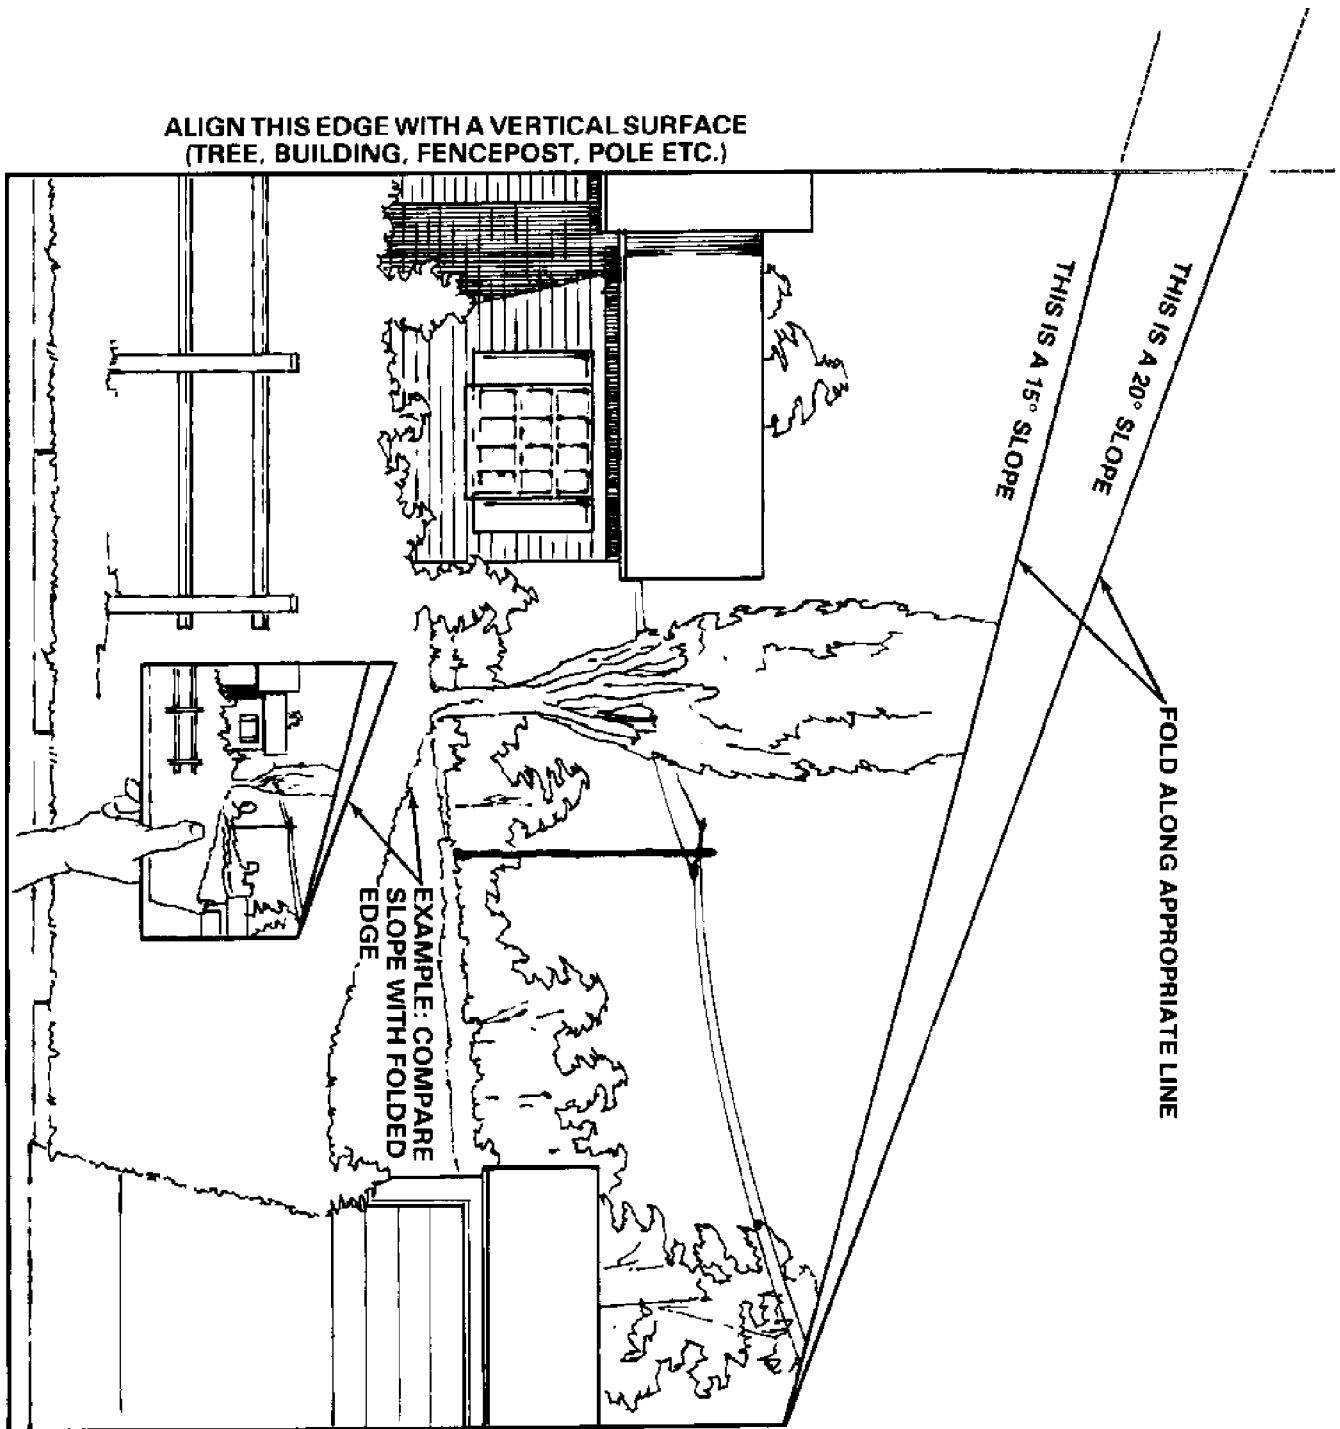 ALIGN THIS EDGE WITH A VERTICAL SURFACE
(TREE, BUILDING, FENCEPOST, POLE ETC.)
THIS IS A 20° SLOPE
THIS IS A 15° SLOPE
FOLD ALONG APPROPRIATE LINE
EXAMPLE: COMPARE
SLOPE WITH FOLDED
EDGE